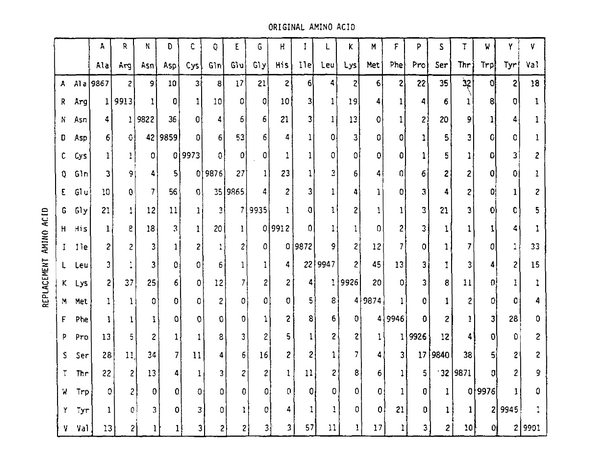 ORIGINAL AMINO ACID
A R N D C Q E G H I L K M F P S T W Y V
Ala Arg Asn Asp Cys Gln Glu Gly His Ile Leu Lys Met Phe Pro Ser Thr Trp Tyr Val
REPLACEMENT AMINO ACID
A Ala 9867 2 9 10 3 8 17 21 2 6 4 2 6 2 22 35 32 0 2 18
R Arg 1 9913 1 0 1 10 0 0 10 3 1 19 4 1 4 6 1 8 0 1
N Asn 4 1 9822 36 0 4 6 6 21 3 1 13 0 1 2 20 9 1 4 1
D Asp 6 0 42 9859 0 6 53 6 4 1 0 3 0 0 1 5 3 0 0 1
C Cys 1 1 0 0 9973 0 0 0 1 1 0 0 0 0 1 5 1 0 3 2
Q Gln 3 9 4 5 0 9876 27 1 23 1 3 6 4 0 6 2 2 0 0 1
E Glu 10 0 7 56 0 35 9865 4 2 3 1 4 1 0 3 4 2 0 1 2
G Gly 21 1 12 11 1 3 7 9935 1 0 1 2 1 1 3 21 3 0 0 5
H His 1 8 18 3 1 20 1 0 9912 0 1 1 0 2 3 1 1 1 4 1
I Ile 2 2 3 1 2 1 2 0 0 9872 9 2 12 7 0 1 7 0 1 33
L Leu 3 1 3 0 0 6 1 1 4 22 9947 2 45 13 3 1 3 4 2 15
K Lys 2 37 25 6 0 12 7 2 2 4 1 9926 20 0 3 8 11 0 1 1
M Met 1 1 0 0 0 2 0 0 0 5 8 4 9874 1 0 1 2 0 0 4
F Phe 1 1 1 0 0 0 0 1 2 8 6 0 4 9946 0 2 1 3 28 0
P Pro 13 5 2 1 1 8 3 2 5 1 2 2 1 1 9926 12 4 0 0 2
S Ser 28 11 34 7 11 4 6 16 2 2 1 7 4 3 17 9840 38 5 2 2
T Thr 22 2 13 4 1 3 2 2 1 11 2 8 6 1 5 32 9871 0 2 9
W Trp 0 2 0 0 0 0 0 0 0 0 0 0 0 1 0 1 0 9976 1 0
Y Tyr 1 0 3 0 3 0 1 0 4 1 1 0 0 21 0 1 1 2 9945 1
V Val 13 2 1 1 3 2 2 3 3 57 11 1 17 1 3 2 10 0 2 9901